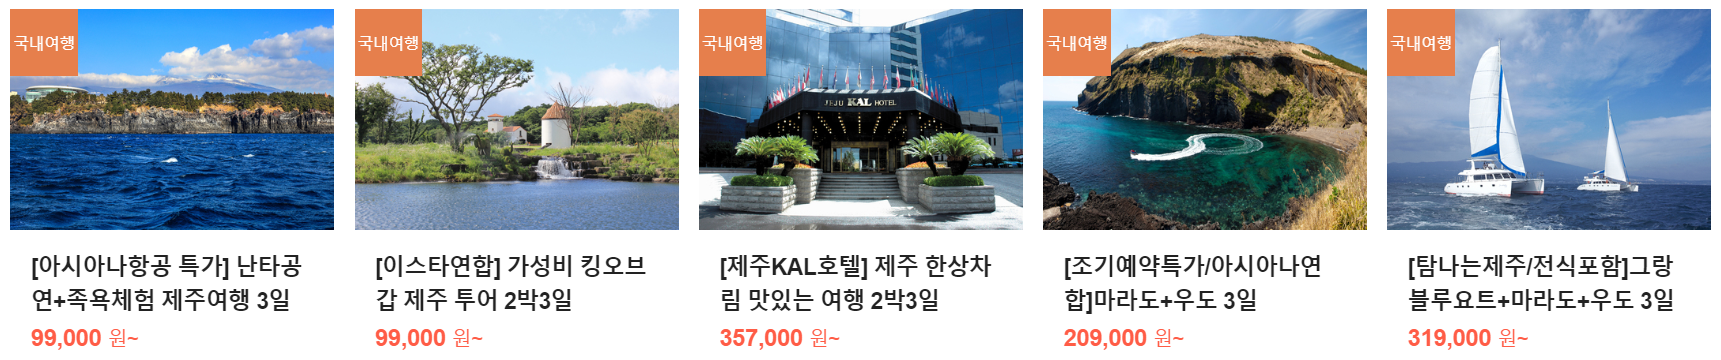 국내여행
[아시아나항공 특가] 난타공
연+족욕체험 제주여행 3일
99,000 원~
국내여행
[이스타연합] 가성비 킹오브
갑 제주 투어 2박3일
99,000 원~
국내여행
JEJU KAL HOTEL
[제주KAL호텔] 제주 한상차
림 맛있는 여행 2박3일
357,000 원~
국내여행
[조기예약특가/아시아나연
합]마라도+우도 3일
209,000 원~
국내여행
[탐나는제주/전식포함]그랑
블루요트+마라도+우도 3일
319,000 원~